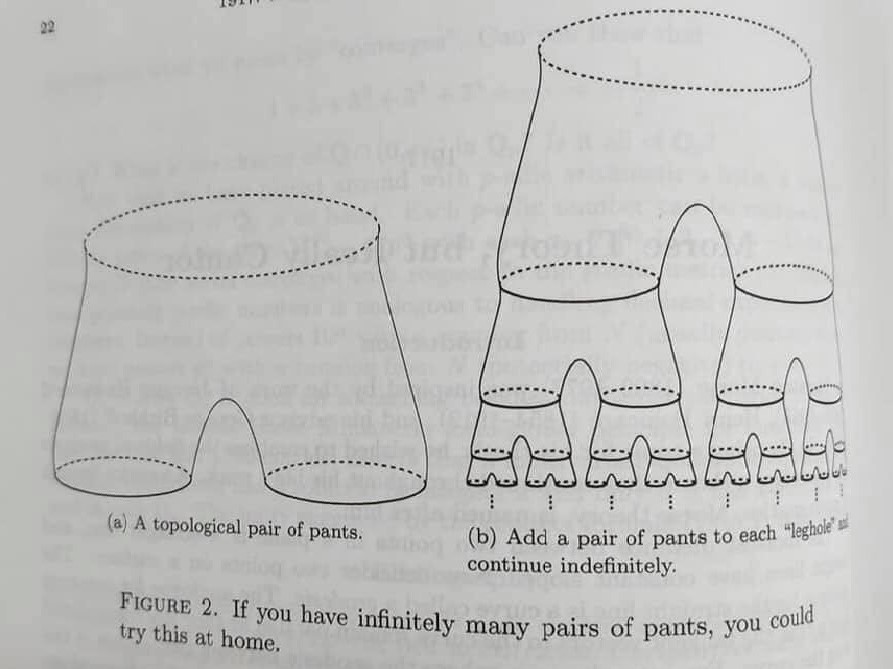 22
(a) A topological pair of pants.
(b) Add a pair of pants to each “leghole” and
continue indefinitely.
FIGURE 2. If you have infinitely many pairs of pants, you could
try this at home.